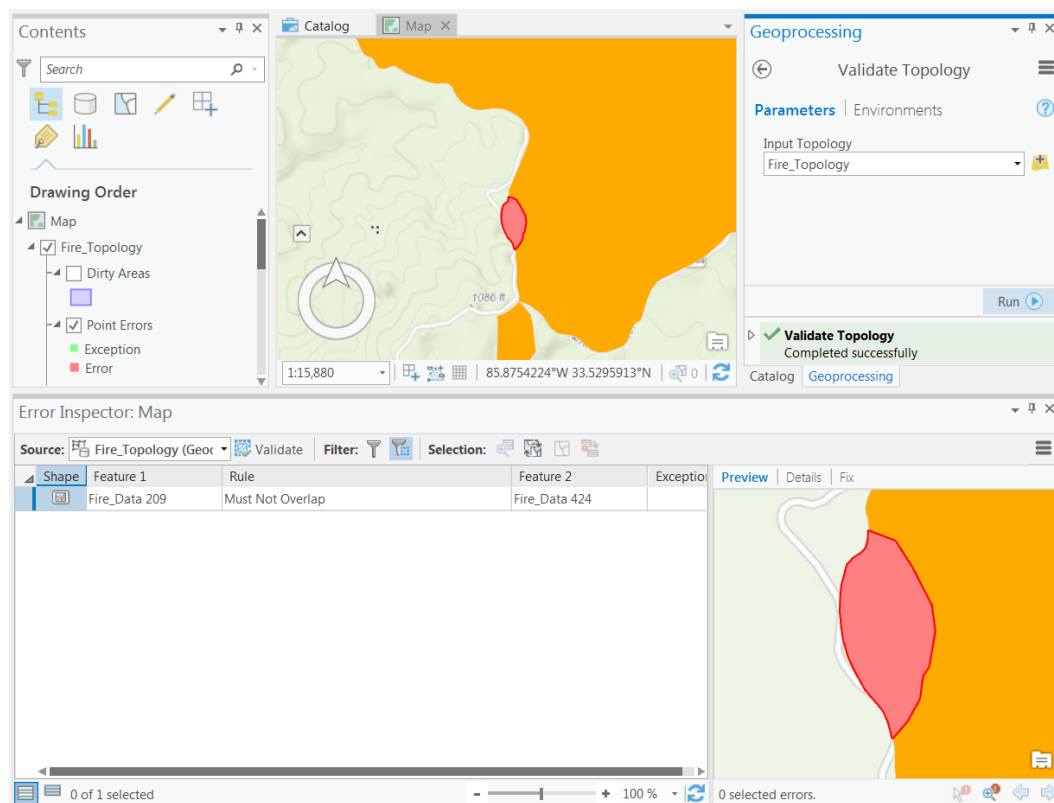 Contents
Search
Drawing Order
Map
Fire_Topology
Dirty Areas
Point Errors
Exception
Error
Catalog
Map
1086 ft
1:15,880
85.8754224°W 33.5295913°N
0
Geoprocessing
Validate Topology
Parameters
Environments
Input Topology
Fire_Topology
Run
Validate Topology
Completed successfully
Catalog
Geoprocessing
Error Inspector: Map
Source:
Fire_Topology (Geoc
Validate
Filter:
Selection:
Shape
Feature 1
Rule
Feature 2
Exceptio
Fire_Data 209
Must Not Overlap
Fire_Data 424
Preview
Details
Fix
0 of 1 selected
100 %
0 selected errors.